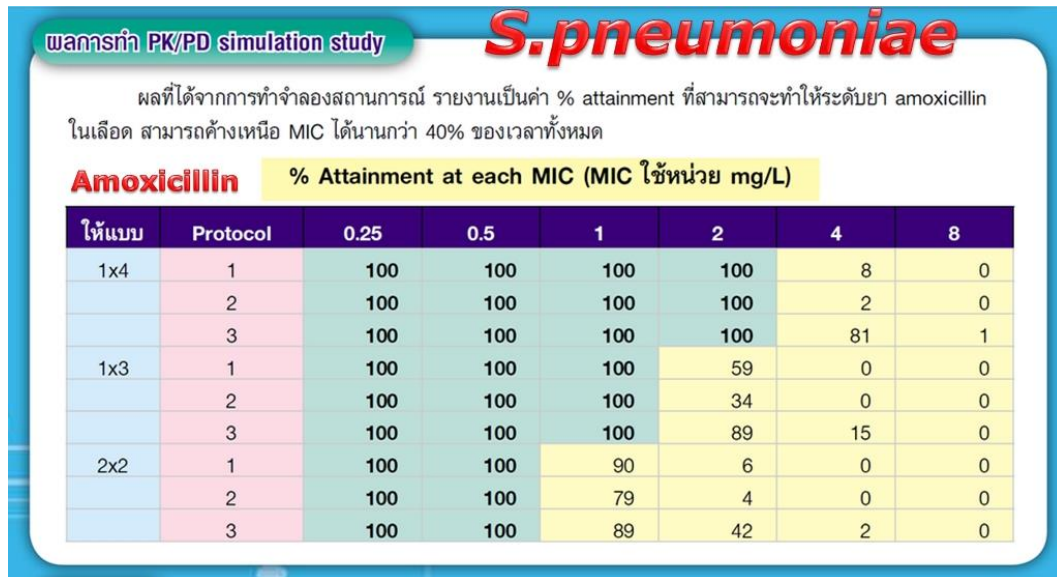 ผลการทำ PK/PD simulation study
S.pneumoniae
ผลที่ได้จากการทำจำลองสถานการณ์ รายงานเป็นค่า % attainment ที่สามารถจะทำให้ระดับยา amoxicillin
ในเลือด สามารถค้างเหนือ MIC ได้นานกว่า 40% ของเวลาทั้งหมด
Amoxicillin % Attainment at each MIC (MIC ใช้หน่วย mg/L)
ให้แบบ Protocol 0.25 0.5 1 2 4 8
1x4 1 100 100 100 100 8 0
2 100 100 100 100 2 0
3 100 100 100 100 81 1
1x3 1 100 100 100 59 0 0
2 100 100 100 34 0 0
3 100 100 100 89 15 0
2x2 1 100 100 90 6 0 0
2 100 100 79 4 0 0
3 100 100 89 42 2 0